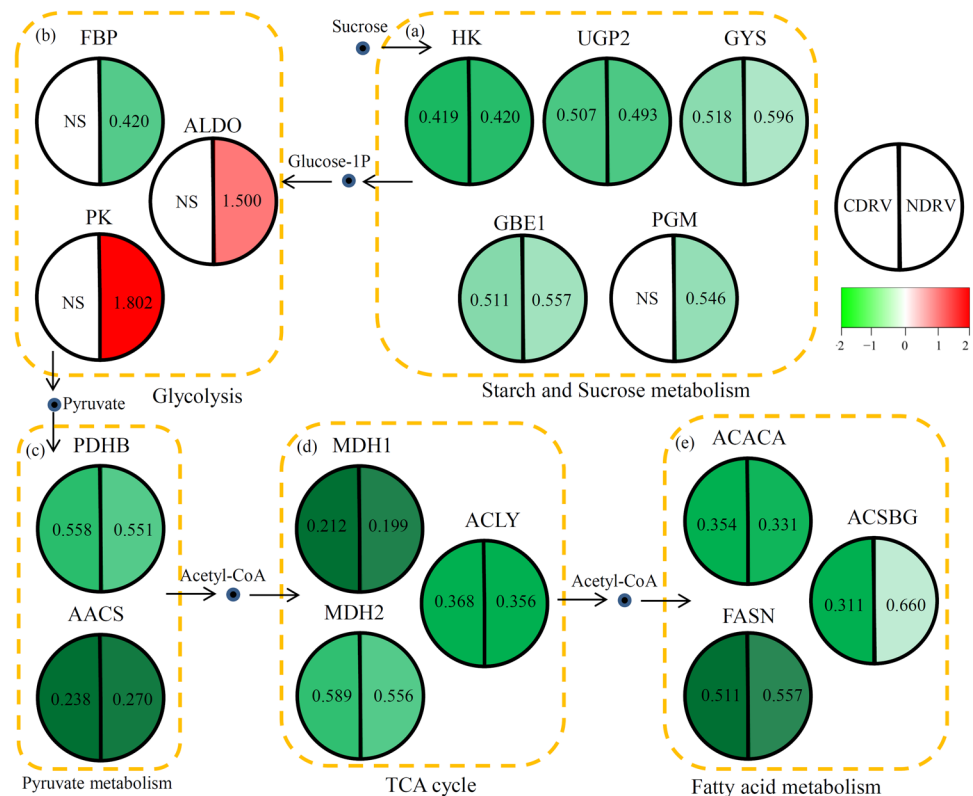 (b)
FBP
NS
0.420
ALDO
NS
1.500
PK
NS
1.802
Glycolysis
Sucrose
(a)
HK
0.419
0.420
UGP2
0.507
0.493
GYS
0.518
0.596
Glucose-1P
GBE1
0.511
0.557
PGM
NS
0.546
Starch and Sucrose metabolism
CDRV
NDRV
-2
-1
0
1
2
Pyruvate
(c)
PDHB
0.558
0.551
AACS
0.238
0.270
Pyruvate metabolism
Acetyl-CoA
(d)
MDH1
0.212
0.199
ACLY
0.368
0.356
MDH2
0.589
0.556
TCA cycle
Acetyl-CoA
(e)
ACACA
0.354
0.331
ACSBG
0.311
0.660
FASN
0.511
0.557
Fatty acid metabolism